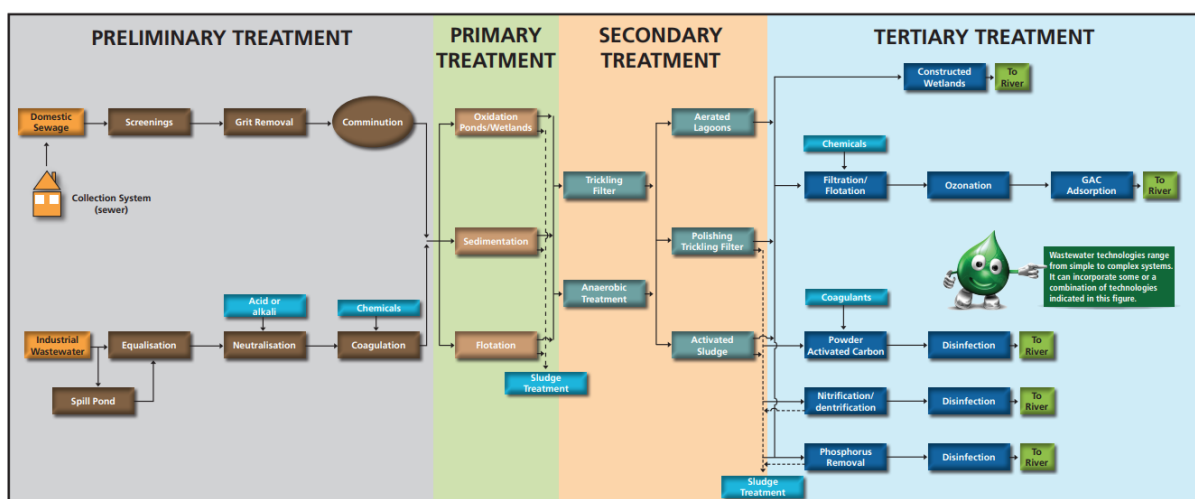 PRELIMINARY TREATMENT
PRIMARY
TREATMENT
SECONDARY
TREATMENT
TERTIARY TREATMENT
Domestic
Sewage
Screenings
Grit Removal
Comminution
Collection System
(sewer)
Industrial
Wastewater
Equalisation
Spill Pond
Acid or
alkali
Neutralisation
Chemicals
Coagulation
Oxidation
Ponds/Wetlands
Sedimentation
Flotation
Sludge
Treatment
Trickling
Filter
Anaerobic
Treatment
Aerated
Lagoons
Polishing
Trickling Filter
Activated
Sludge
Sludge
Treatment
Constructed
Wetlands
To
River
Chemicals
Filtration/
Flotation
Ozonation
GAC
Adsorption
To
River
Wastewater technologies range
from simple to complex systems.
It can incorporate some or a
combination of technologies
indicated in this figure.
Coagulants
Powder
Activated Carbon
Disinfection
To
River
Nitrification/
dentrification
Disinfection
To
River
Phosphorus
Removal
Disinfection
To
River